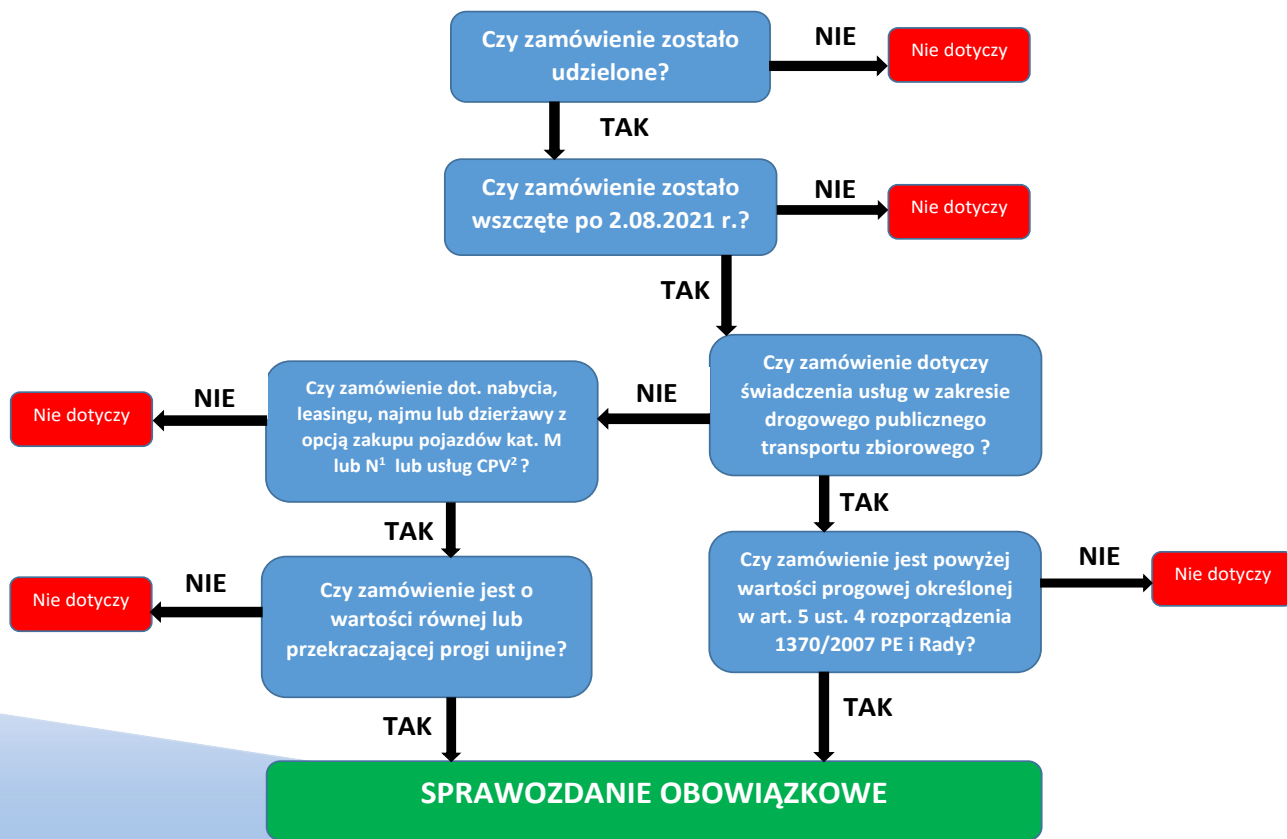 Czy zamówienie zostało
udzielone?
NIE
Nie dotyczy
TAK
Czy zamówienie zostało
wszczęte po 2.08.2021 r.?
NIE
Nie dotyczy
TAK
Czy zamówienie dotyczy
świadczenia usług w zakresie
drogowego publicznego
transportu zbiorowego ?
NIE
Czy zamówienie dot. nabycia,
leasingu, najmu lub dzierżawy z
opcją zakupu pojazdów kat. M
lub N¹ lub usług CPV² ?
NIE
Nie dotyczy
TAK
TAK
Czy zamówienie jest o
wartości równej lub
przekraczającej progi unijne?
NIE
Nie dotyczy
Czy zamówienie jest powyżej
wartości progowej określonej
w art. 5 ust. 4 rozporządzenia
1370/2007 PE i Rady?
NIE
Nie dotyczy
TAK
TAK
SPRAWOZDANIE OBOWIĄZKOWE